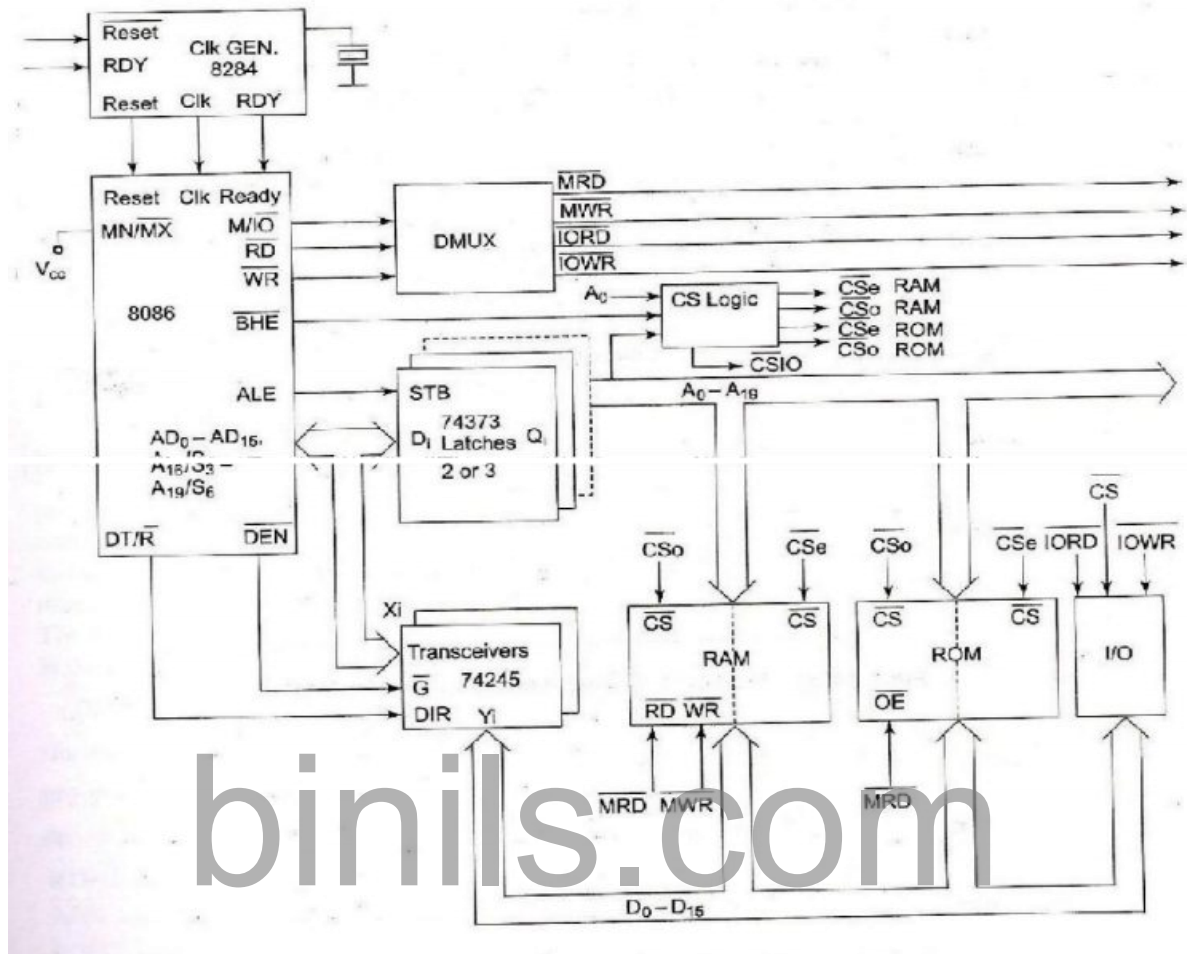 Reset
RDY
Clk GEN.
8284
Reset Clk RDY
Reset Clk Ready
MN/MX
M/IO
RD
WR
Vcc
8086
BHE
ALE
AD0 – AD15,
A16/S3 –
A19/S6
DT/R
DEN
DMUX
MRD
MWR
IORD
IOWR
A0
CS Logic
CSe RAM
CSo RAM
CSe ROM
CSo ROM
CSIO
A0 – A19
STB
74373
Di Latches Qi
2 or 3
Xi
Transceivers
74245
G
DIR Yi
CSo
CSe
CSo
CSe
IORD
CS
IOWR
CS
CS
RAM
RD WR
CS
CS
ROM
OE
I/O
MRD MWR
MRD
D0 – D15
binils.com